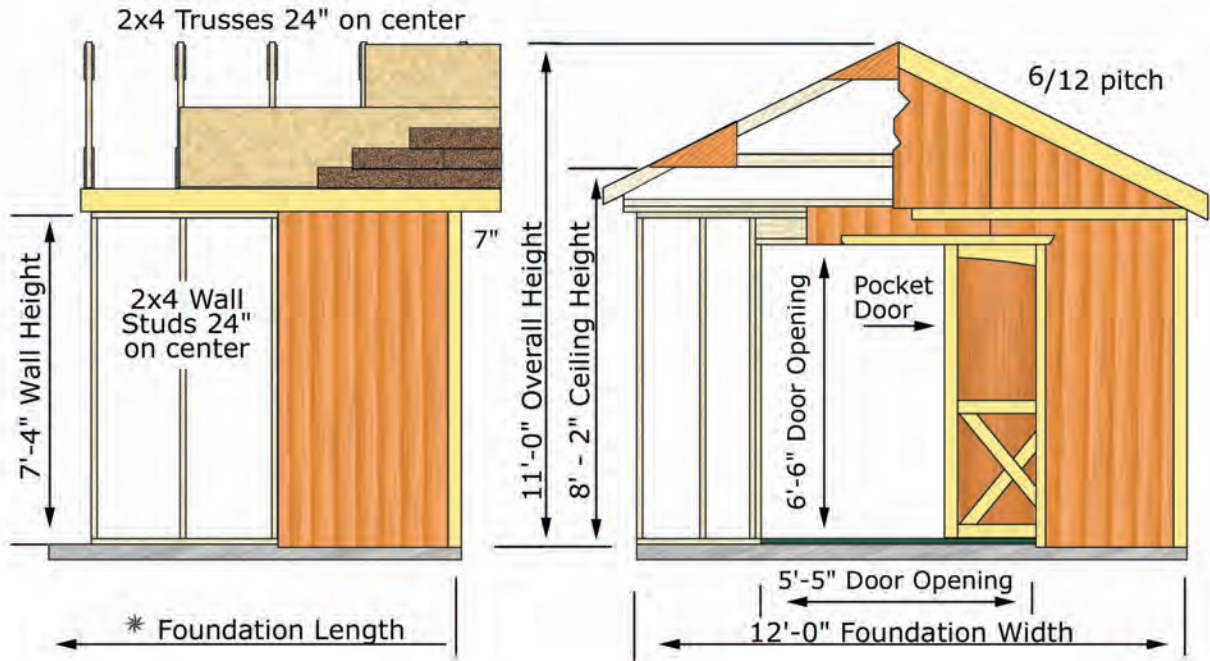 2x4 Trusses 24" on center
7'-4" Wall Height
2x4 Wall
Studs 24"
on center
7"
✳ Foundation Length
11'-0" Overall Height
8' - 2" Ceiling Height
6/12 pitch
6'-6" Door Opening
Pocket
Door
5'-5" Door Opening
12'-0" Foundation Width